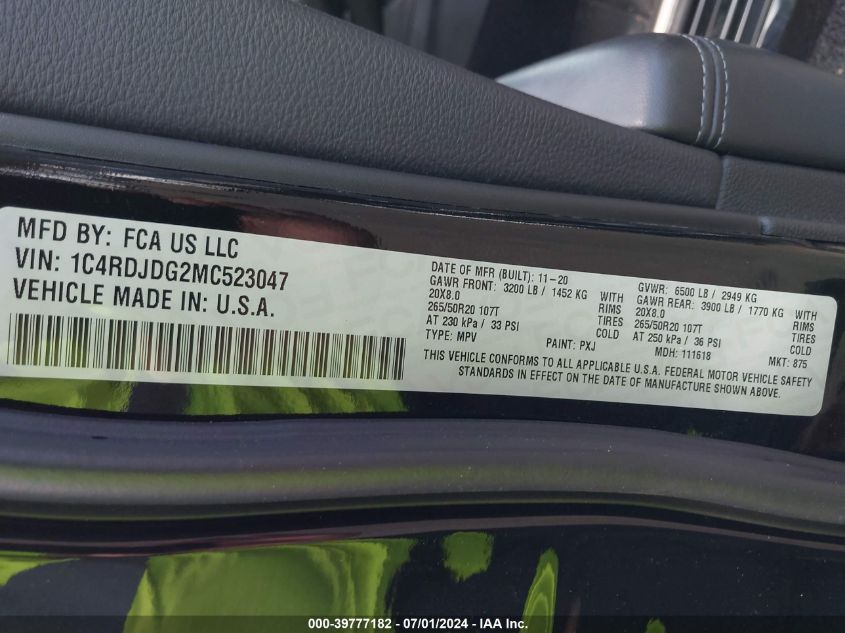 MFD BY: FCA US LLC
VIN: 1C4RDJDG2MC523047
VEHICLE MADE IN: U.S.A.
DATE OF MFR (BUILT): 11-20
GAWR FRONT: 3200 LB / 1452 KG WITH
20X8.0 RIMS
265/50R20 107T TIRES
AT 230 kPa / 33 PSI COLD
TYPE: MPV PAINT: PXJ
GVWR: 6500 LB / 2949 KG
GAWR REAR: 3900 LB / 1770 KG WITH
20X8.0 RIMS
265/50R20 107T TIRES
AT 250 kPa / 36 PSI COLD
MDH: 111618 MKT: 875
THIS VEHICLE CONFORMS TO ALL APPLICABLE U.S.A. FEDERAL MOTOR VEHICLE SAFETY
STANDARDS IN EFFECT ON THE DATE OF MANUFACTURE SHOWN ABOVE.
000-39777182 / 07/01/2024 - IAA Inc.